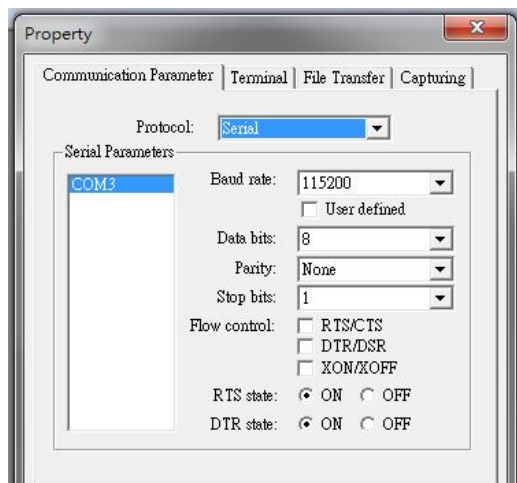 Property
Communication Parameter Terminal File Transfer Capturing
Protocol: Serial
Serial Parameters
COM3
Baud rate: 115200
User defined
Data bits: 8
Parity: None
Stop bits: 1
Flow control: RTS/CTS
DTR/DSR
XON/XOFF
RTS state: ON OFF
DTR state: ON OFF